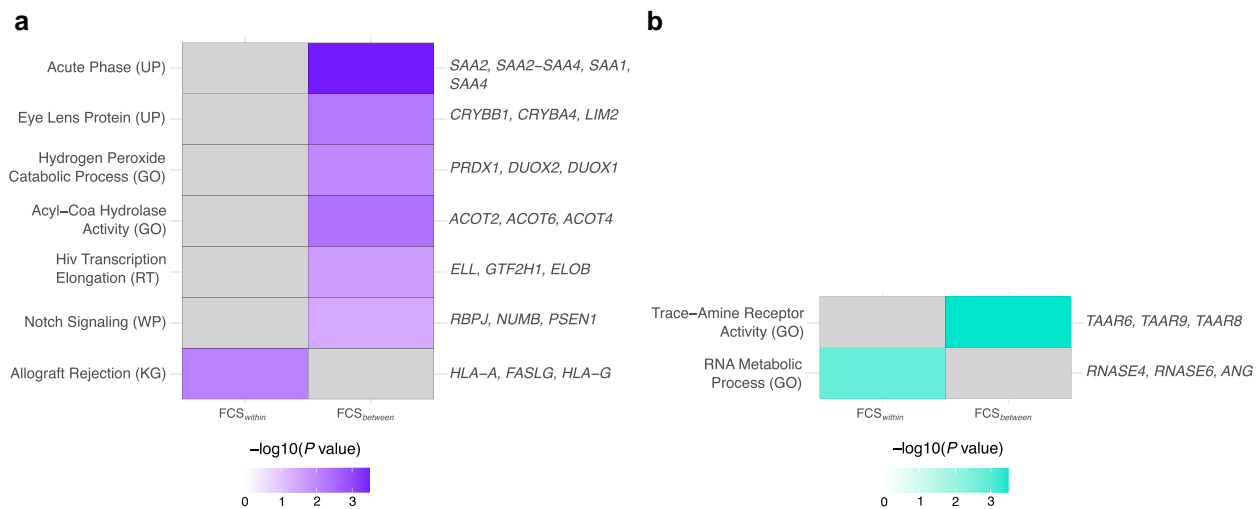 a
Acute Phase (UP)
SAA2, SAA2−SAA4, SAA1,
SAA4
Eye Lens Protein (UP)
CRYBB1, CRYBA4, LIM2
Hydrogen Peroxide
Catabolic Process (GO)
PRDX1, DUOX2, DUOX1
Acyl−Coa Hydrolase
Activity (GO)
ACOT2, ACOT6, ACOT4
Hiv Transcription
Elongation (RT)
ELL, GTF2H1, ELOB
Notch Signaling (WP)
RBPJ, NUMB, PSEN1
Allograft Rejection (KG)
HLA−A, FASLG, HLA−G
FCSwithin FCSbetween
−log10(P value)
0 1 2 3
b
Trace−Amine Receptor
Activity (GO)
TAAR6, TAAR9, TAAR8
RNA Metabolic
Process (GO)
RNASE4, RNASE6, ANG
FCSwithin FCSbetween
−log10(P value)
0 1 2 3